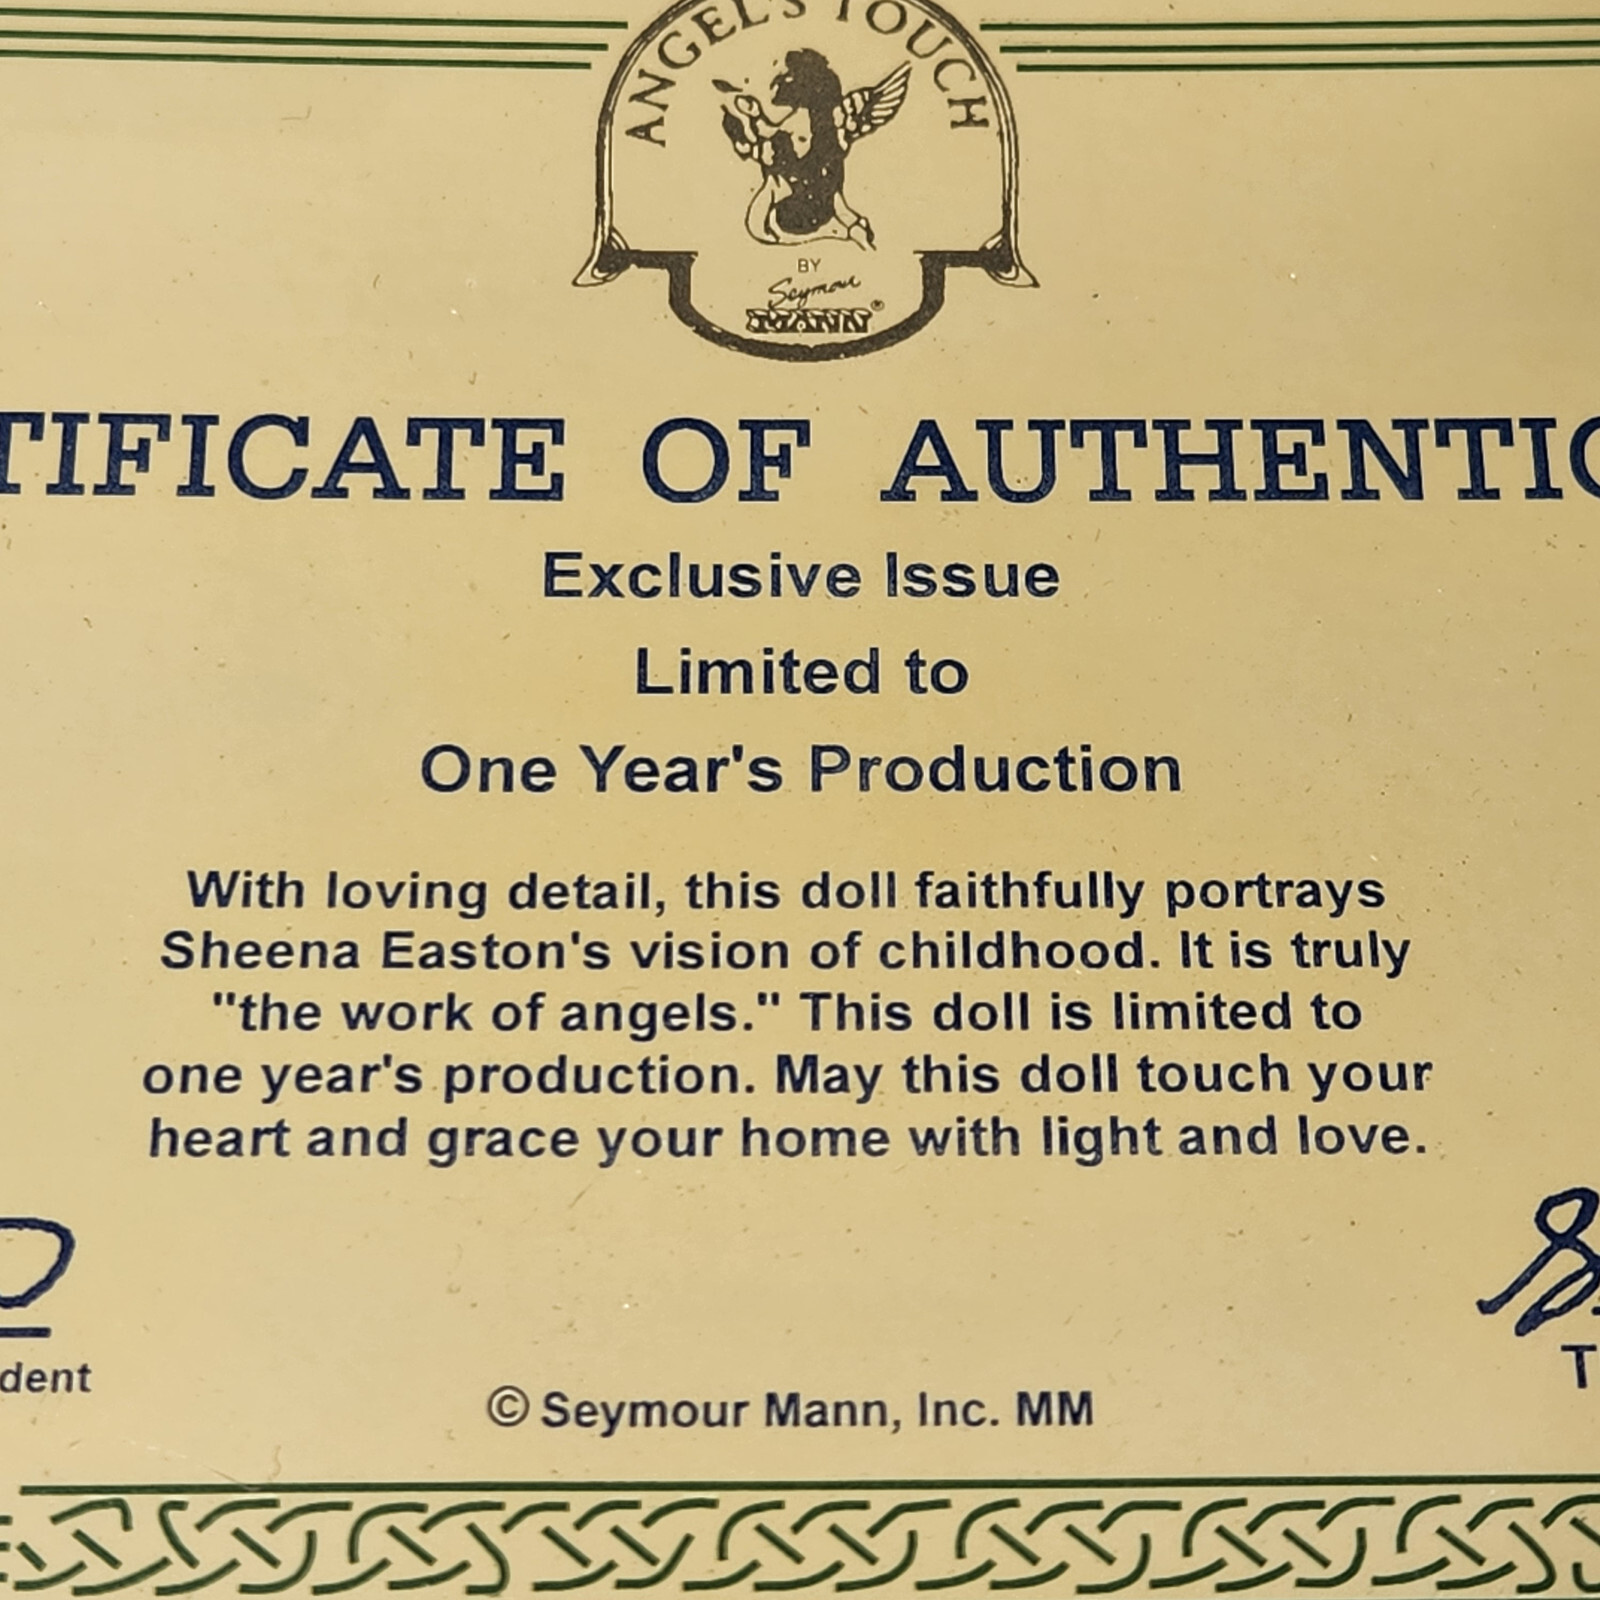 ANGEL'S TOUCH
BY
Seymour
MANN®
TIFICATE OF AUTHENTIC
Exclusive Issue
Limited to
One Year's Production
With loving detail, this doll faithfully portrays
Sheena Easton's vision of childhood. It is truly
"the work of angels." This doll is limited to
one year's production. May this doll touch your
heart and grace your home with light and love.
dent
T
© Seymour Mann, Inc. MM